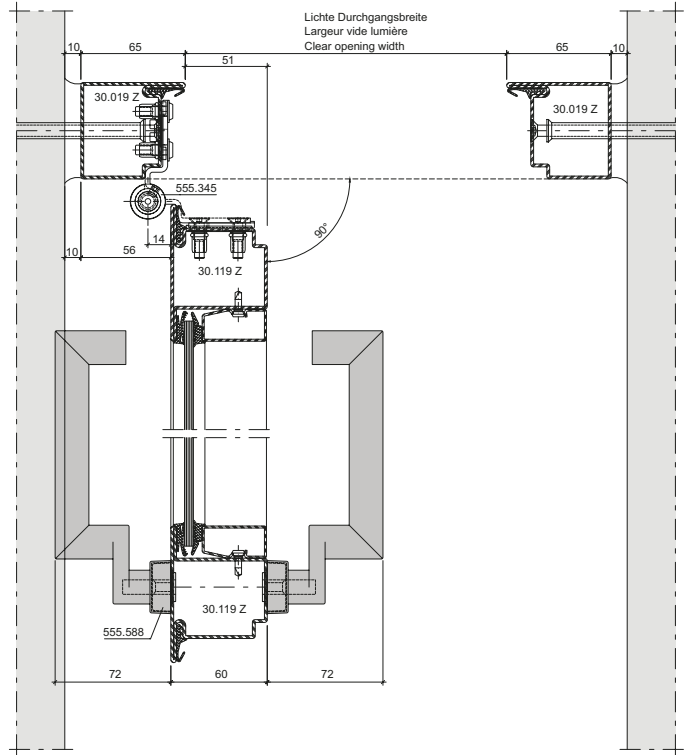 Lichte Durchgangsbreite
Largeur vide lumière
Clear opening width
10
65
51
65
10
30.019 Z
30.019 Z
555.345
10
56
14
90°
30.119 Z
30.119 Z
555.588
72
60
72